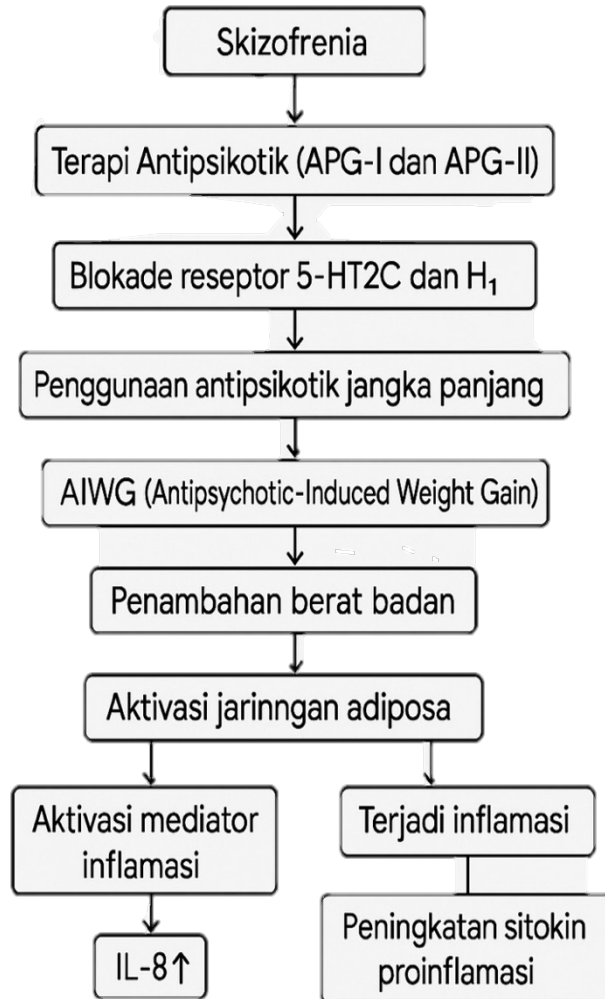 Skizofrenia
Terapi Antipsikotik (APG-I dan APG-II)
Blokade reseptor 5-HT2C dan H₁
Penggunaan antipsikotik jangka panjang
AIWG (Antipsychotic-Induced Weight Gain)
Penambahan berat badan
Aktivasi jarinngan adiposa
Aktivasi mediator
inflamasi
IL-8↑
Terjadi inflamasi
Peningkatan sitokin
proinflamasi